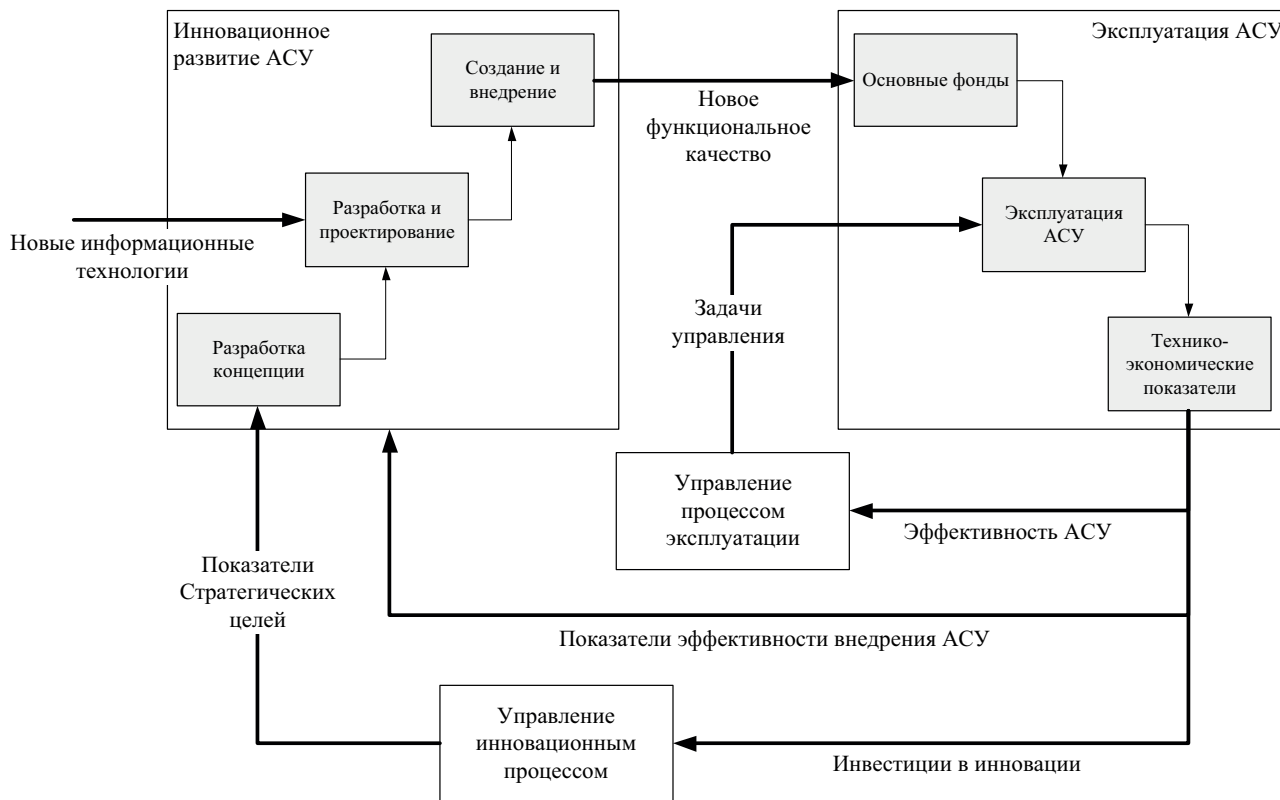 Инновационное
развитие АСУ
Создание и
внедрение
Новое
функциональное
качество
Эксплуатация АСУ
Основные фонды
Разработка и
проектирование
Новые информационные
технологии
Эксплуатация
АСУ
Задачи
управления
Разработка
концепции
Технико-
экономические
показатели
Управление
процессом
эксплуатации
Эффективность АСУ
Показатели
Стратегических
целей
Показатели эффективности внедрения АСУ
Управление
инновационным
процессом
Инвестиции в инновации